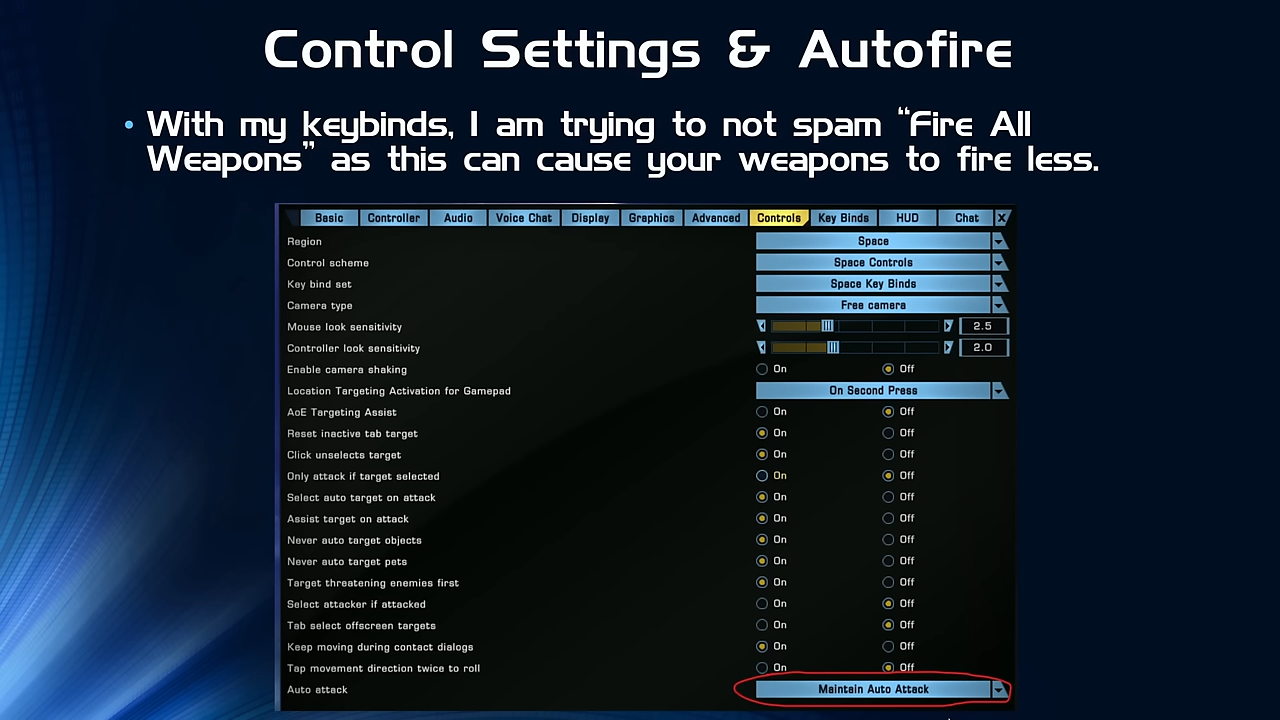 Control Settings & Autofire
• With my keybinds, I am trying to not spam “Fire All
Weapons” as this can cause your weapons to fire less.
Basic Controller Audio Voice Chat Display Graphics Advanced Controls Key Binds HUD Chat X
Region Space
Control scheme Space Controls
Key bind set Space Key Binds
Camera type Free camera
Mouse look sensitivity 2.5
Controller look sensitivity 2.0
Enable camera shaking On Off
Location Targeting Activation for Gamepad On Second Press
AoE Targeting Assist On Off
Reset inactive tab target On Off
Click unselects target On Off
Only attack if target selected On Off
Select auto target on attack On Off
Assist target on attack On Off
Never auto target objects On Off
Never auto target pets On Off
Target threatening enemies first On Off
Select attacker if attacked On Off
Tab select offscreen targets On Off
Keep moving during contact dialogs On Off
Tap movement direction twice to roll On Off
Auto attack Maintain Auto Attack